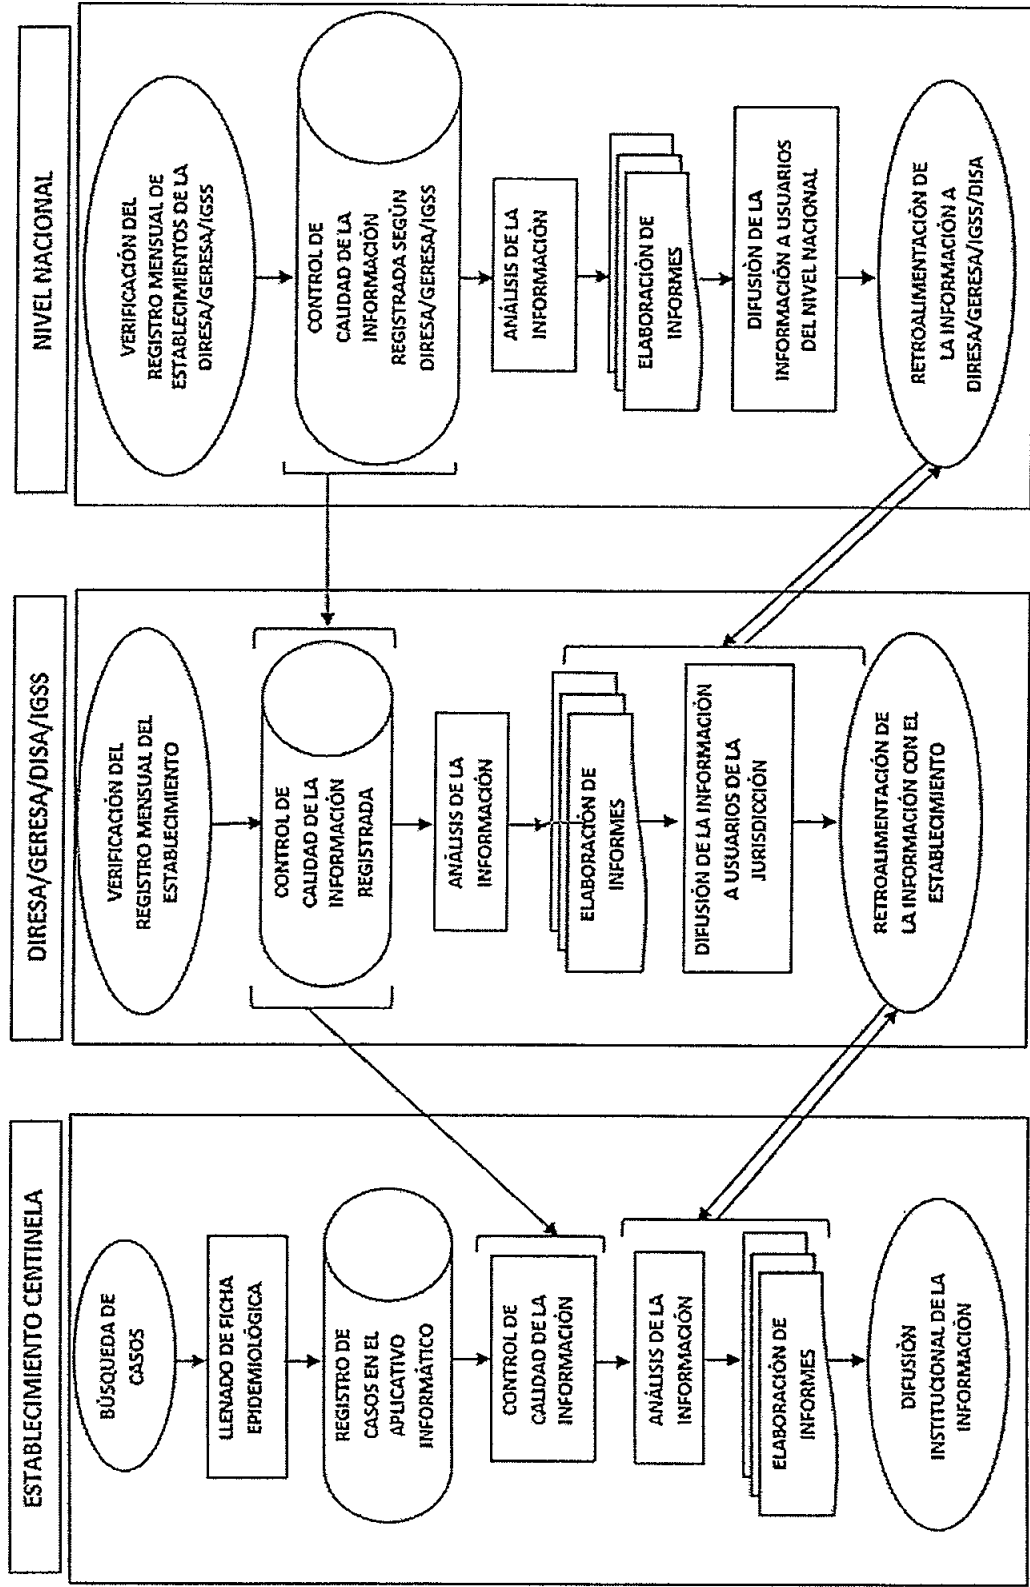 ESTABLECIMIENTO CENTINELA
BÚSQUEDA DE
CASOS
LLENADO DE FICHA
EPIDEMIOLÓGICA
REGISTRO DE
CASOS EN EL
APLICATIVO
INFORMÁTICO
CONTROL DE
CALIDAD DE LA
INFORMACIÓN
ANÁLISIS DE LA
INFORMACIÓN
ELABORACIÓN DE
INFORMES
DIFUSIÓN
INSTITUCIONAL DE LA
INFORMACIÓN
DIRESA/GERESA/DISA/IGSS
VERIFICACIÓN DEL
REGISTRO MENSUAL DEL
ESTABLECIMIENTO
CONTROL DE
CALIDAD DE LA
INFORMACIÓN
REGISTRADA
ANÁLISIS DE LA
INFORMACIÓN
ELABORACIÓN DE
INFORMES
DIFUSIÓN DE LA INFORMACIÓN
A USUARIOS DE LA
JURISDICCIÓN
RETROALIMENTACIÓN DE
LA INFORMACIÓN CON EL
ESTABLECIMIENTO
NIVEL NACIONAL
VERIFICACIÓN DEL
REGISTRO MENSUAL DE
ESTABLECIMIENTOS DE LA
DIRESA/GERESA/IGSS
CONTROL DE
CALIDAD DE LA
INFORMACIÓN
REGISTRADA SEGÚN
DIRESA/GERESA/IGSS
ANÁLISIS DE LA
INFORMACIÓN
ELABORACIÓN DE
INFORMES
DIFUSIÓN DE LA
INFORMACIÓN A USUARIOS
DEL NIVEL NACIONAL
RETROALIMENTACIÓN DE
LA INFORMACIÓN A
DIRESA/GERESA/IGSS/DISA